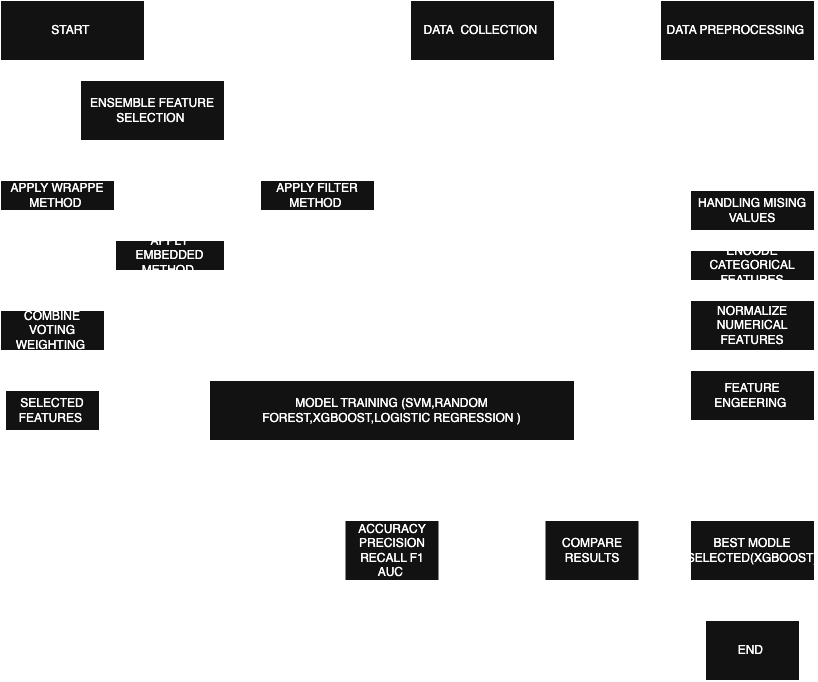 START
DATA COLLECTION
DATA PREPROCESSING
ENSEMBLE FEATURE
SELECTION
APPLY WRAPPE
METHOD
APPLY FILTER
METHOD
HANDLING MISING
VALUES
APPLY
EMBEDDED
METHOD
ENCODE
CATEGORICAL
FEATURES
COMBINE
VOTING
WEIGHTING
NORMALIZE
NUMERICAL
FEATURES
SELECTED
FEATURES
MODEL TRAINING (SVM,RANDOM
FOREST,XGBOOST,LOGISTIC REGRESSION )
FEATURE
ENGEERING
ACCURACY
PRECISION
RECALL F1
AUC
COMPARE
RESULTS
BEST MODLE
SELECTED(XGBOOST)
END